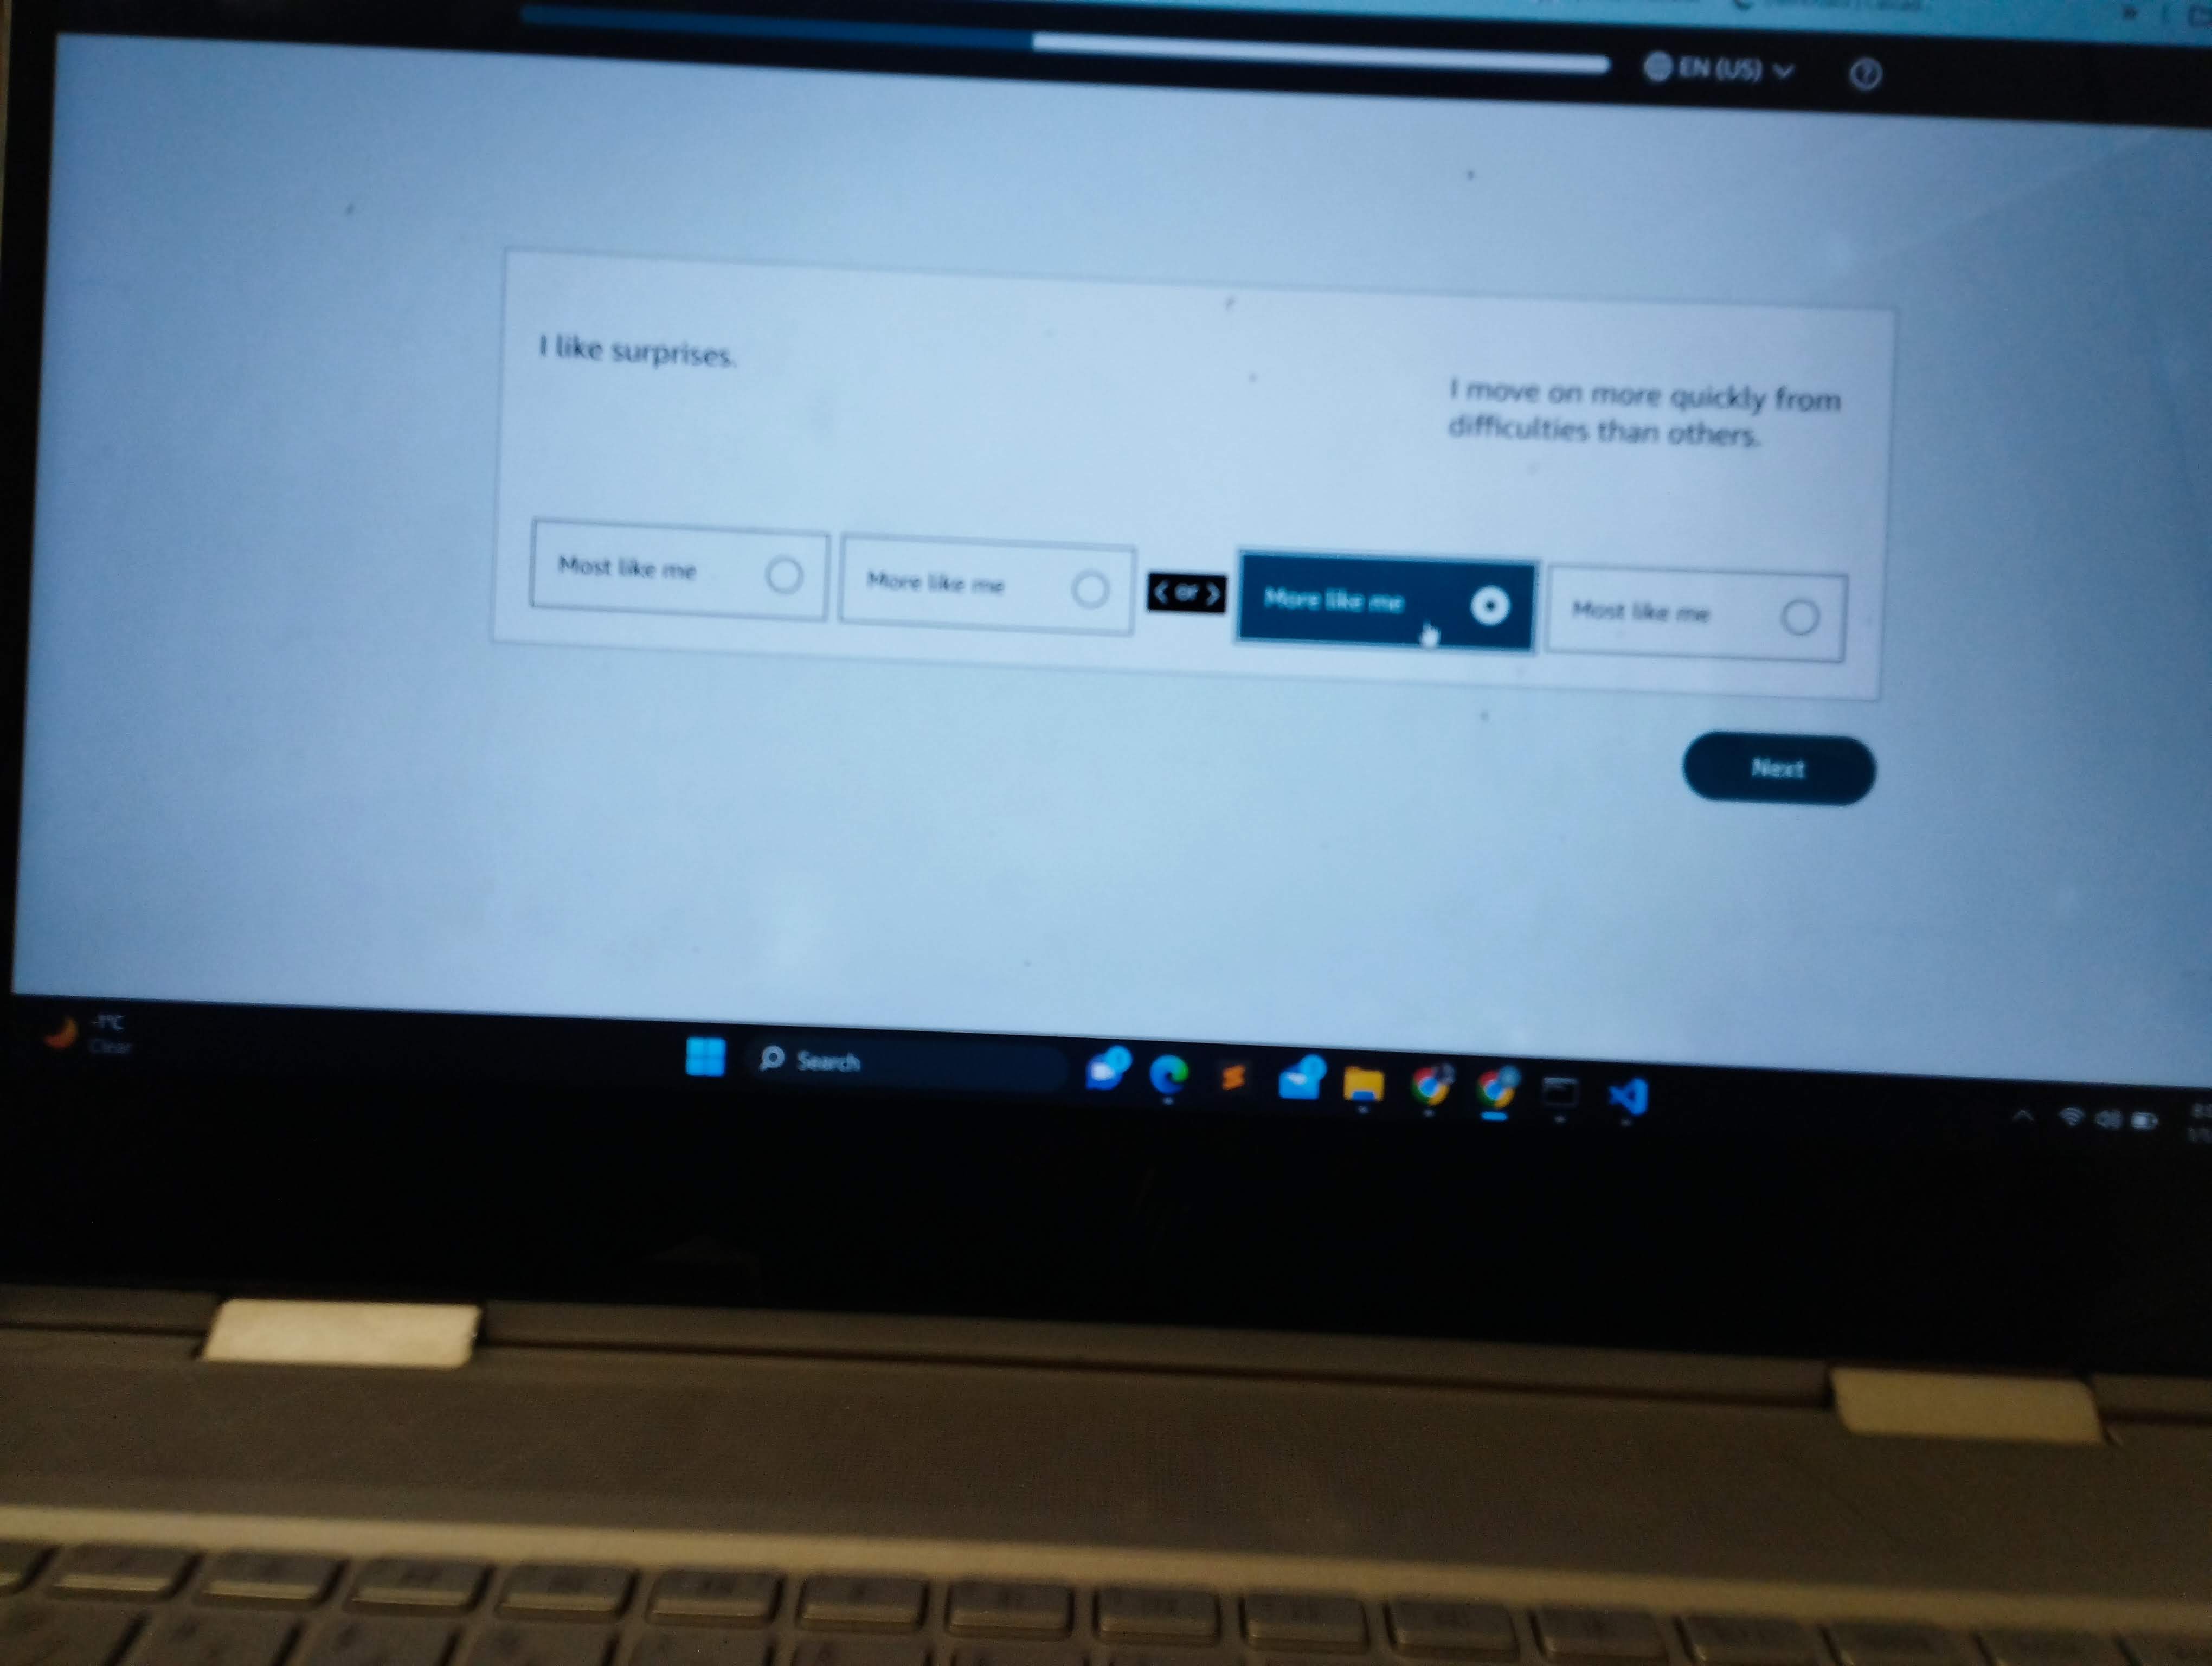 EN (US)
I like surprises.
I move on more quickly from
difficulties than others.
Most like me
More like me
< or >
More like me
Most like me
Next
-1°C
Clear
Search